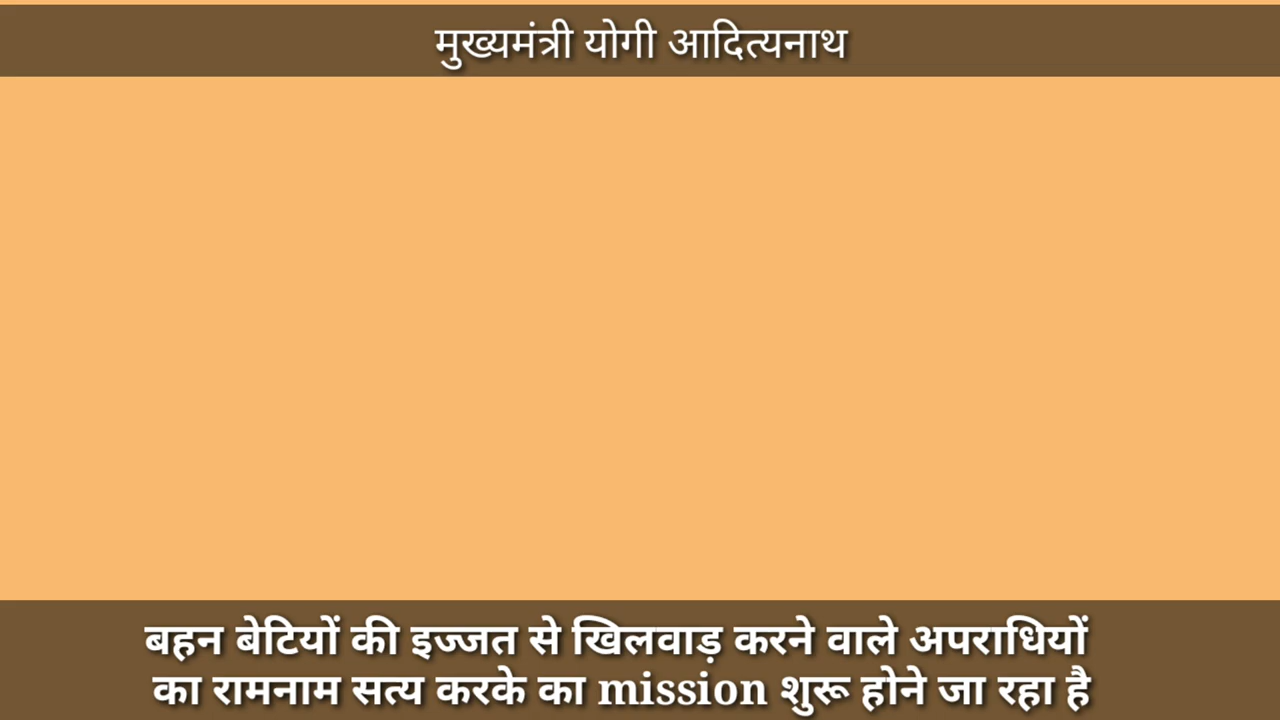 मुख्यमंत्री योगी आदित्यनाथ
बहन बेटियों की इज्जत से खिलवाड़ करने वाले अपराधियों
का रामनाम सत्य करके का mission शुरू होने जा रहा है